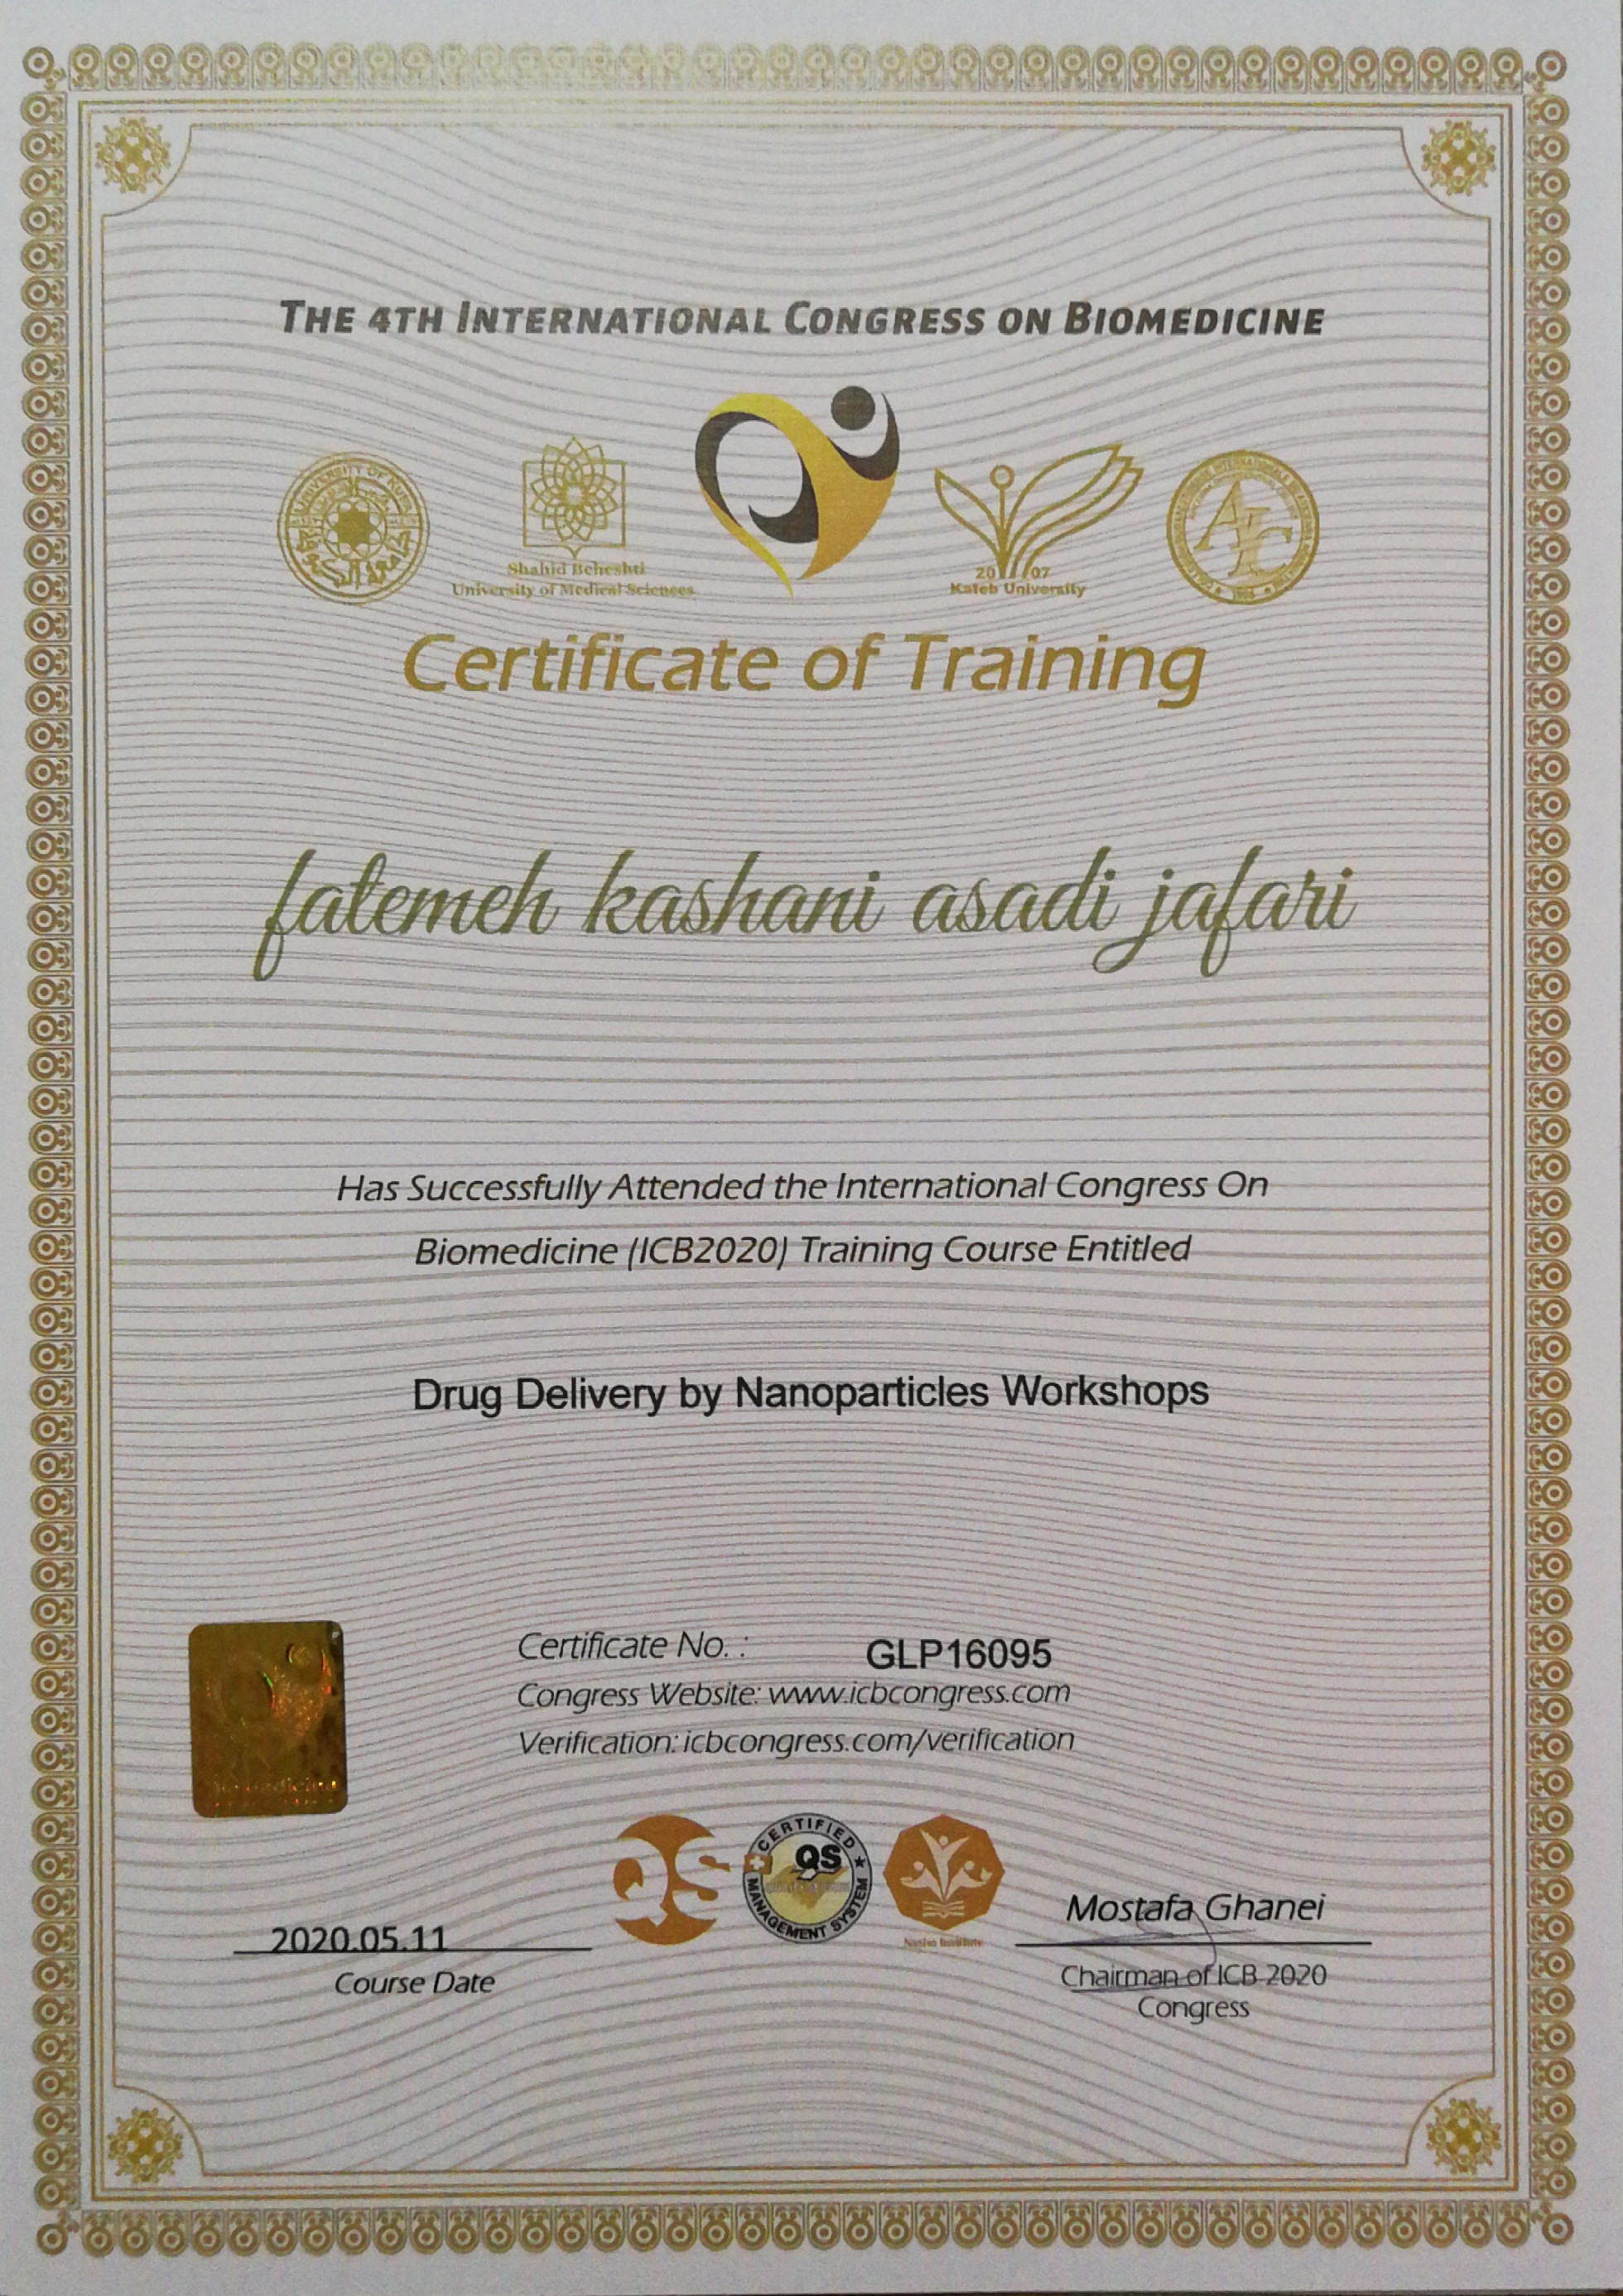 THE 4TH INTERNATIONAL CONGRESS ON BIOMEDICINE
UNIVERSITY OF
Shahid Beheshti
University of Medical Sciences
2007
Kateb University
AIC
Certificate of Training
fatemeh kashani asadi jafari
Has Successfully Attended the International Congress On
Biomedicine (ICB2020) Training Course Entitled
Drug Delivery by Nanoparticles Workshops
Certificate No. : GLP16095
Congress Website: www.icbcongress.com
Verification: icbcongress.com/verification
Biomedicine
QS
CERTIFIED
QS
MANAGEMENT SYSTEM
Institute
2020.05.11
Course Date
Mostafa Ghanei
Chairman of ICB 2020
Congress